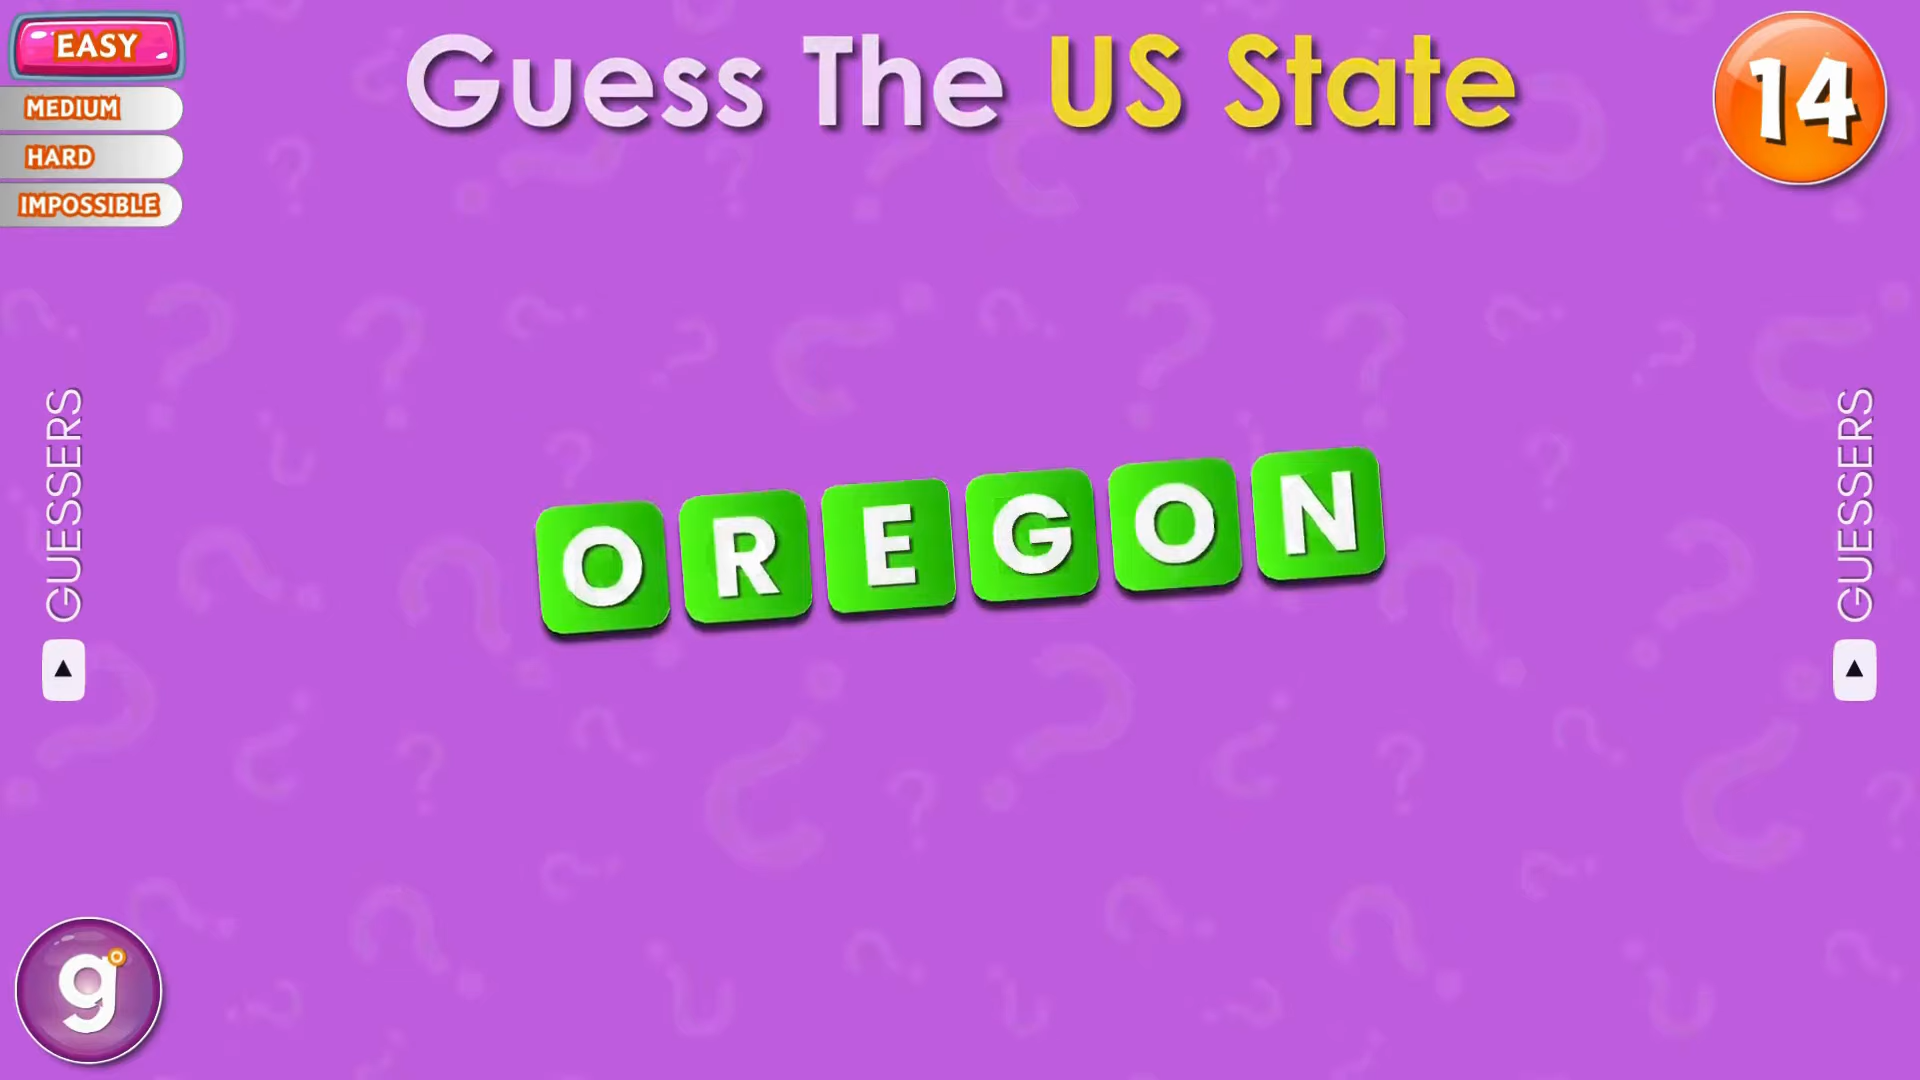 EASY
MEDIUM
HARD
IMPOSSIBLE
Guess The US State
14
GUESSERS
OREGON
GUESSERS
g